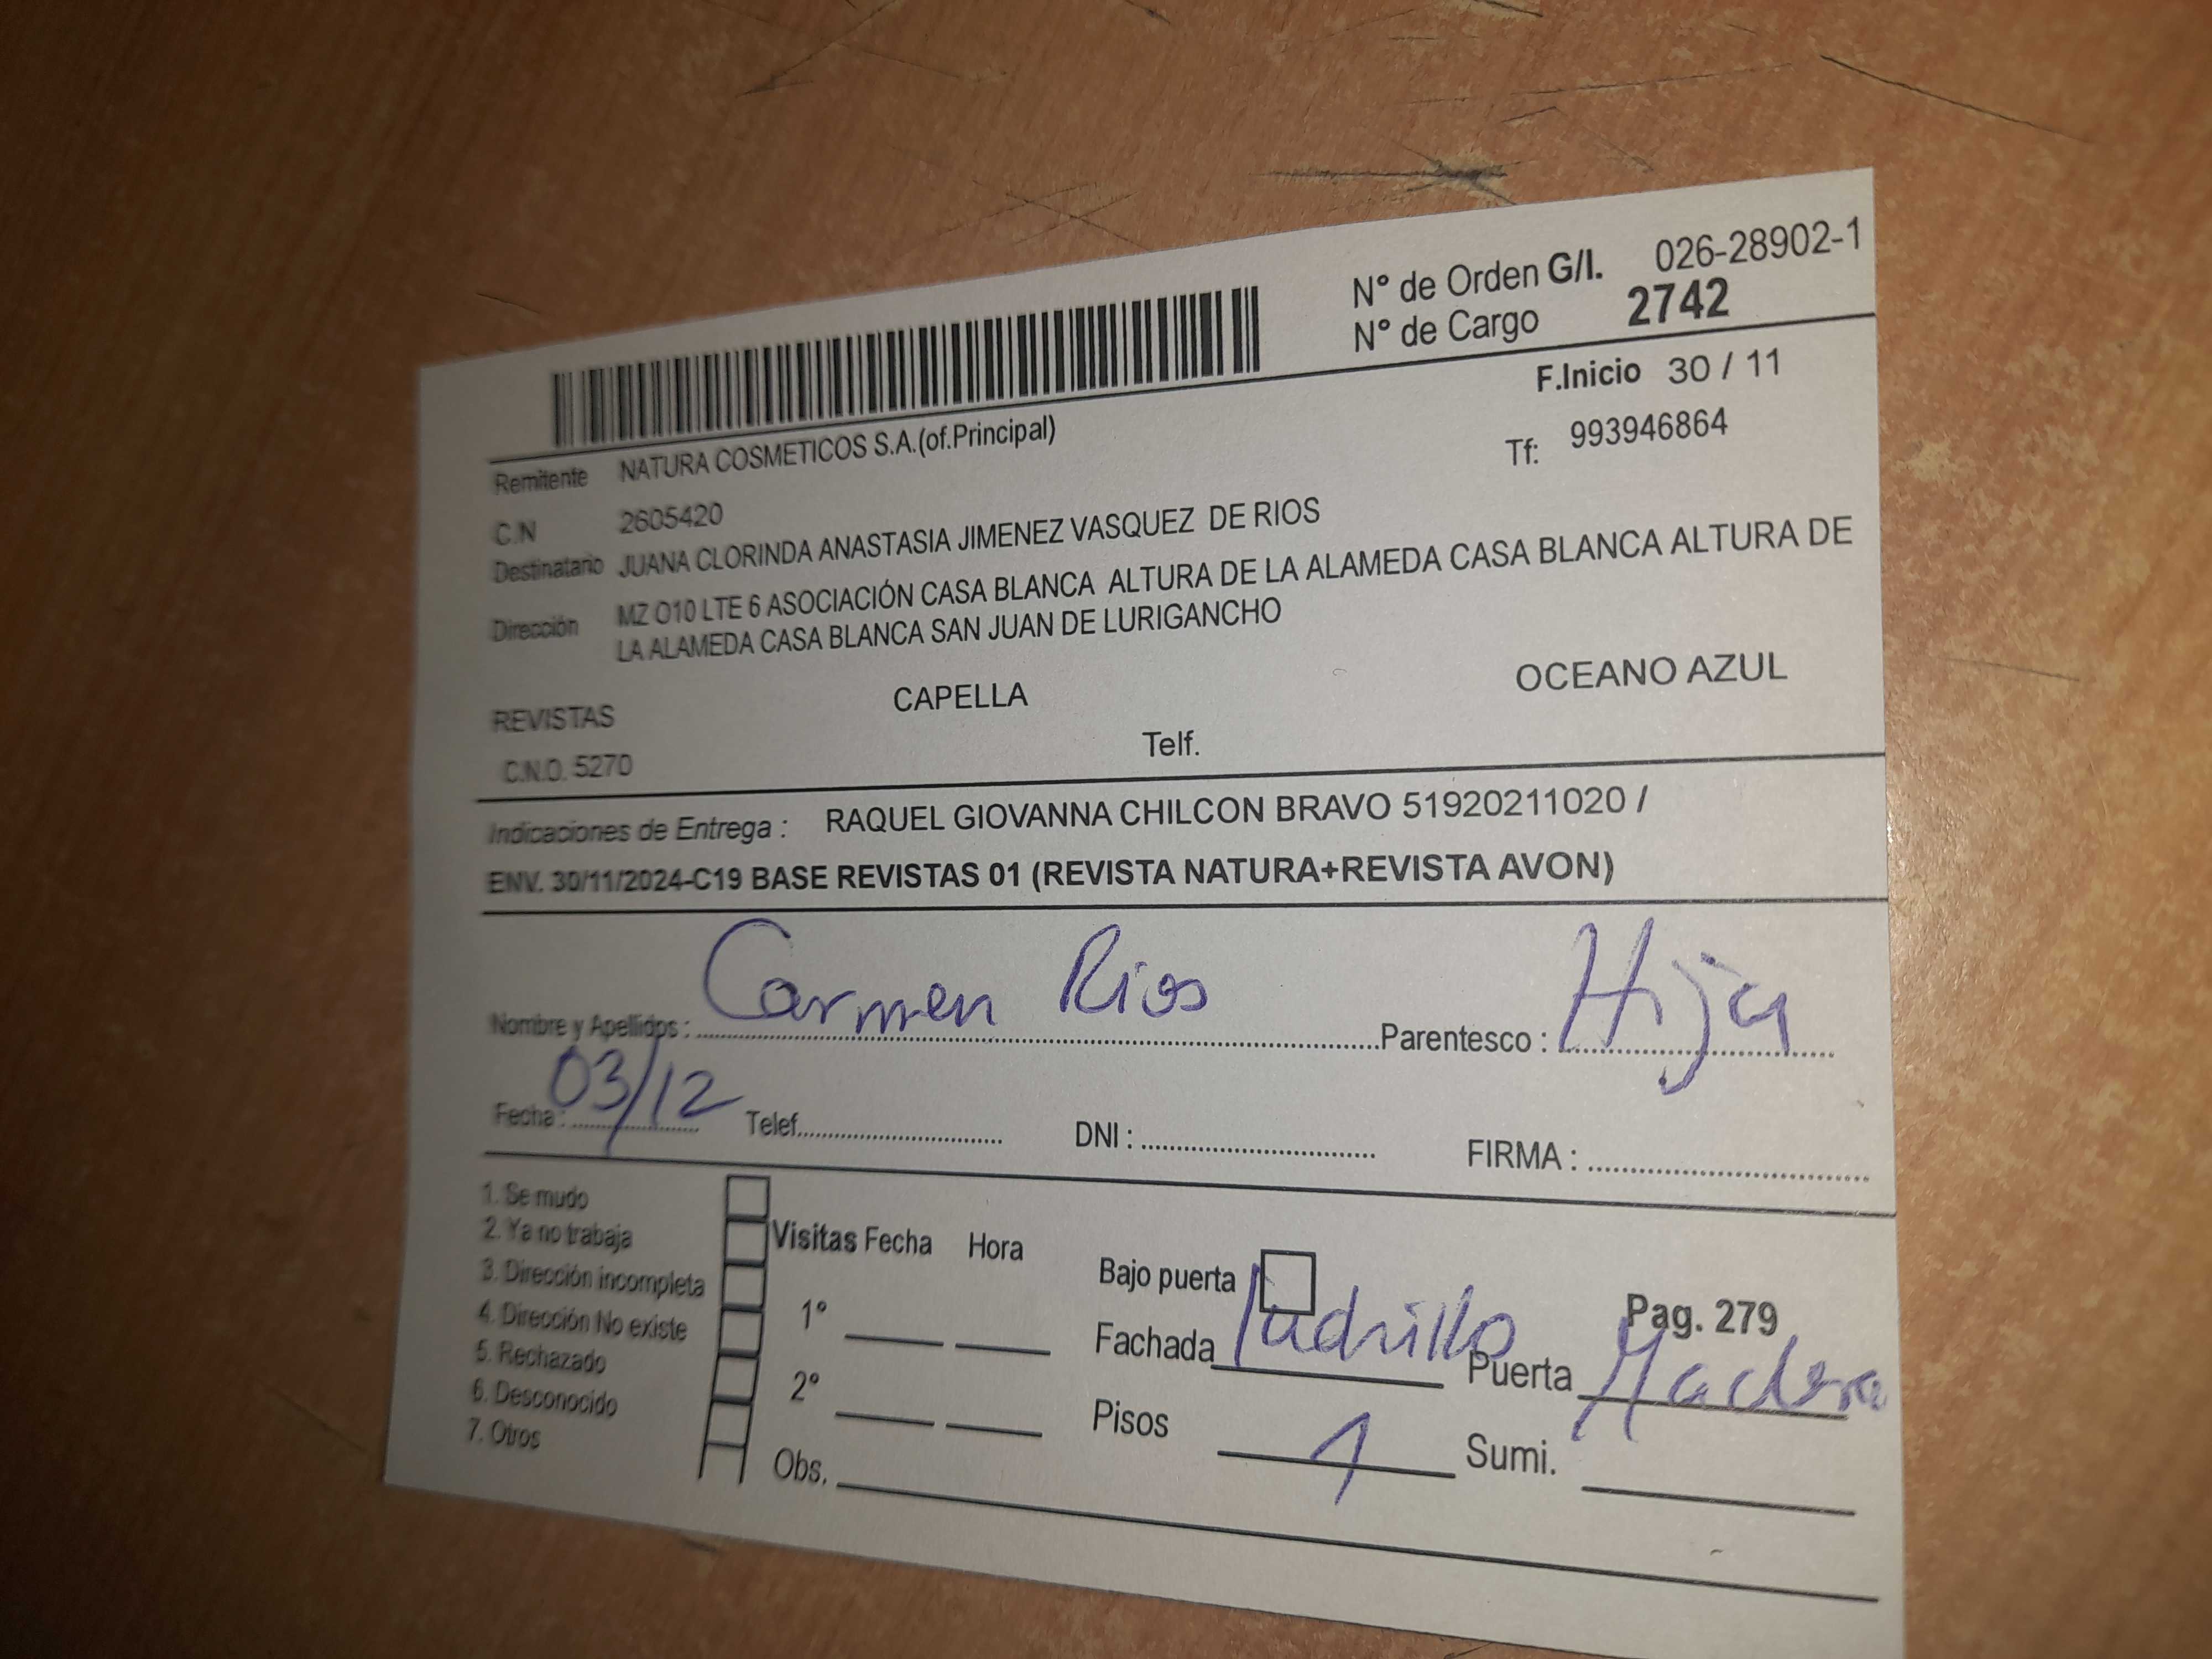 N° de Orden G/I. 026-28902-1
N° de Cargo 2742
F.Inicio 30 / 11
Remitente NATURA COSMETICOS S.A.(of.Principal)
Tf: 993946864
C.N 2605420
Destinatario JUANA CLORINDA ANASTASIA JIMENEZ VASQUEZ DE RIOS
Dirección MZ O10 LTE 6 ASOCIACIÓN CASA BLANCA ALTURA DE LA ALAMEDA CASA BLANCA ALTURA DE
LA ALAMEDA CASA BLANCA SAN JUAN DE LURIGANCHO
REVISTAS CAPELLA OCEANO AZUL
C.N.O. 5270 Telf.
Indicaciones de Entrega : RAQUEL GIOVANNA CHILCON BRAVO 51920211020 /
ENV. 30/11/2024-C19 BASE REVISTAS 01 (REVISTA NATURA+REVISTA AVON)
Nombre y Apellidos : Carmen Rios Parentesco : Hija
Fecha : 03/12 Telef. DNI : FIRMA :
1. Se mudo
2. Ya no trabaja
3. Dirección incompleta
4. Dirección No existe
5. Rechazado
6. Desconocido
7. Otros
Visitas Fecha Hora
1°
2°
Obs.
Bajo puerta Pag. 279
Fachada ladrillo Puerta Madera
Pisos 1 Sumi.